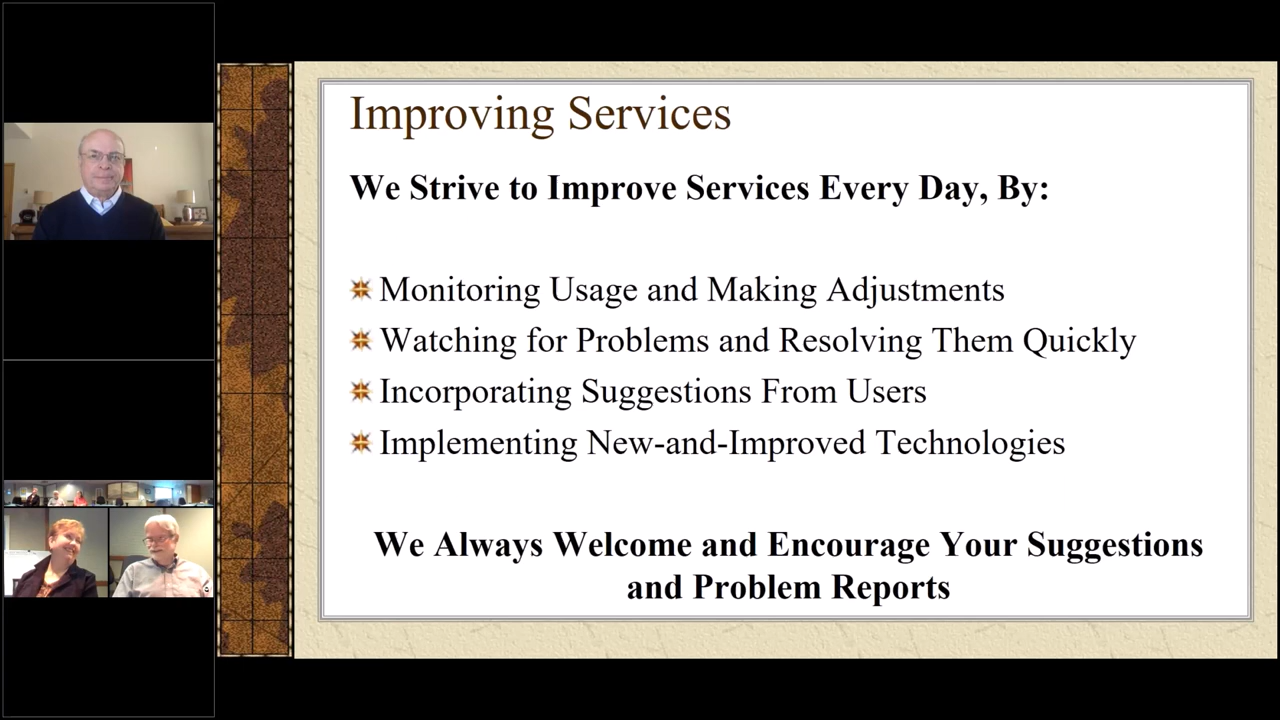 Improving Services
We Strive to Improve Services Every Day, By:
Monitoring Usage and Making Adjustments
Watching for Problems and Resolving Them Quickly
Incorporating Suggestions From Users
Implementing New-and-Improved Technologies
We Always Welcome and Encourage Your Suggestions
and Problem Reports